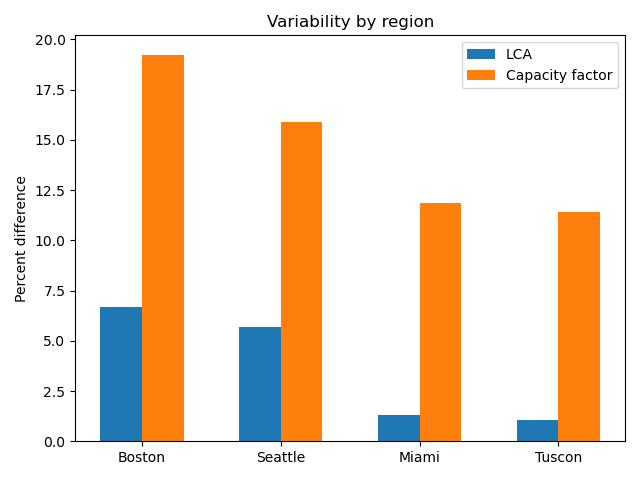 Variability by region
LCA
Capacity factor
Percent difference
20.0
17.5
15.0
12.5
10.0
7.5
5.0
2.5
0.0
Boston Seattle Miami Tuscon